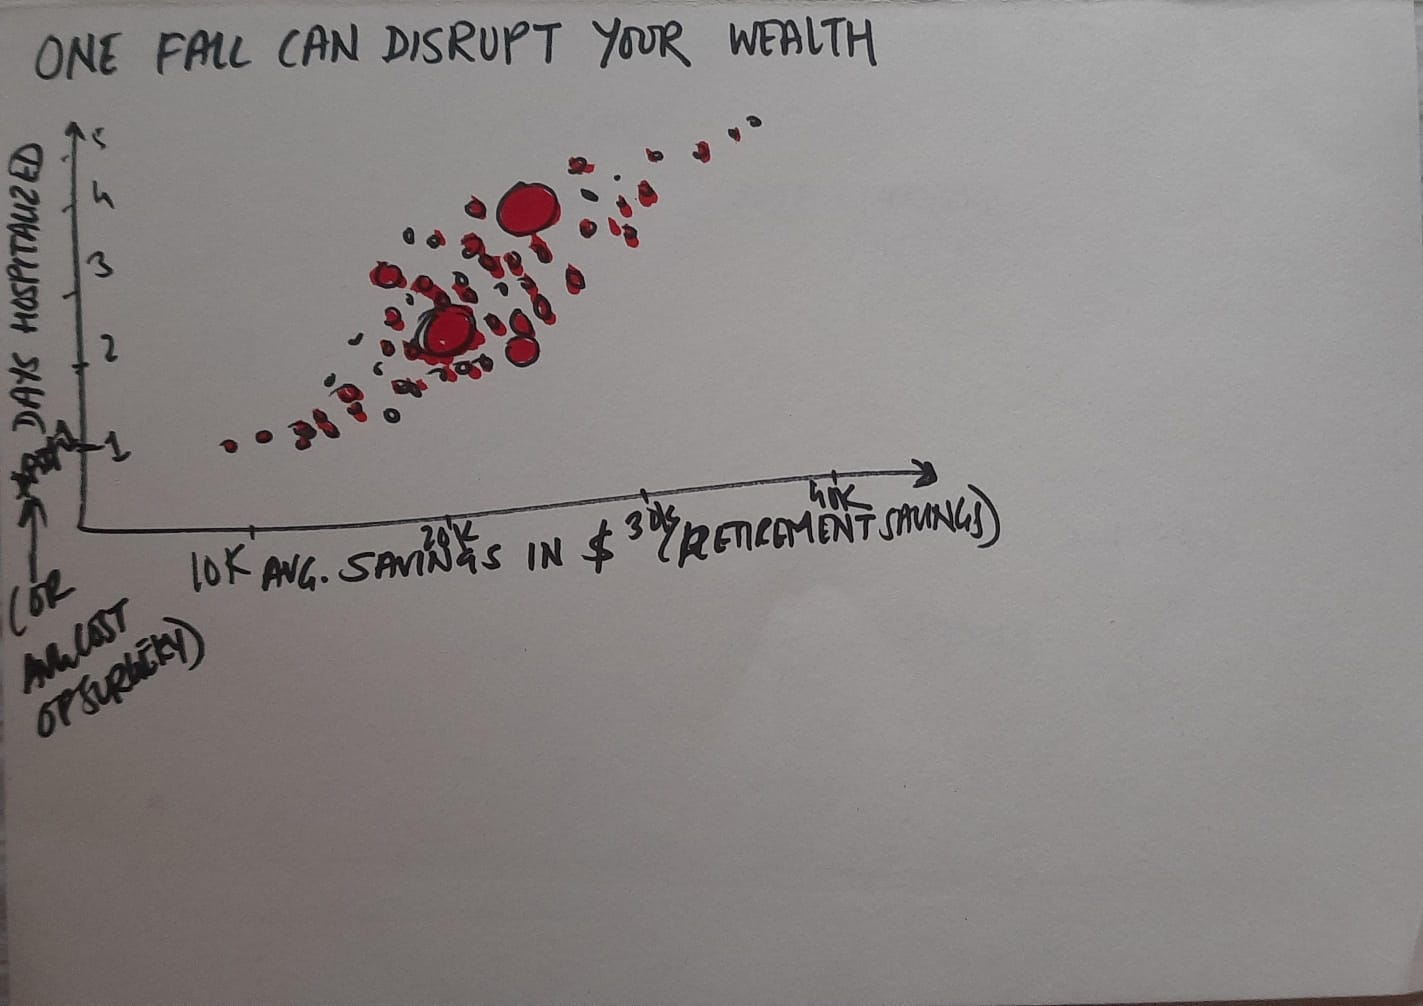 ONE FALL CAN DISRUPT YOUR WEALTH
DAYS HOSPITALIZED
5
4
3
2
1
(OR
AVG. COST
OF SURGERY)
10K
20K
30K
40K
AVG. SAVINGS IN $ (RETIREMENT SAVINGS)